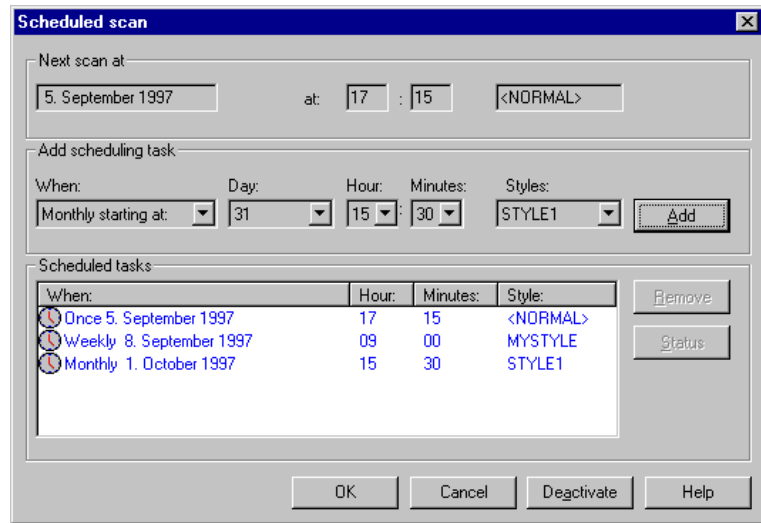 Scheduled scan
Next scan at
5. September 1997 at: 17 : 15 <NORMAL>
Add scheduling task
When: Day: Hour: Minutes: Styles:
Monthly starting at: 31 15 : 30 STYLE1 Add
Scheduled tasks
When: Hour: Minutes: Style:
Once 5. September 1997 17 15 <NORMAL>
Weekly 8. September 1997 09 00 MYSTYLE
Monthly 1. October 1997 15 30 STYLE1
Remove
Status
OK Cancel Deactivate Help